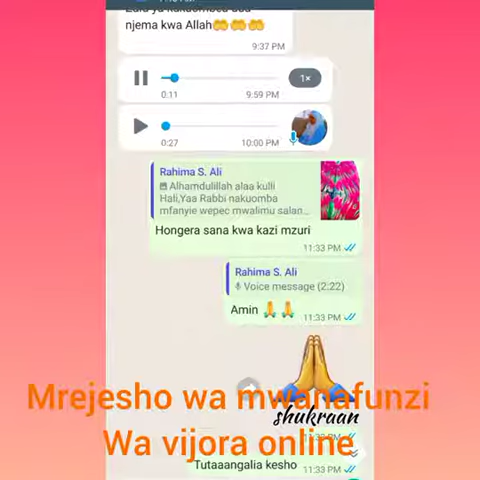 njema kwa Allah🤲🤲🤲
9:37 PM
1×
0:11
9:59 PM
0:27
10:00 PM
Rahima S. Ali
Alhamdulillah alaa kulli
Hali,Yaa Rabbi nakuomba
mfanyie wepec mwalimu salan...
Hongera sana kwa kazi mzuri
11:33 PM
Rahima S. Ali
Voice message (2:22)
Amin 🙏🙏
11:33 PM
Mrejesho wa mwanafunzi
shukraan
Wa vijora online
11:33 PM
Tutaaangalia kesho
11:33 PM